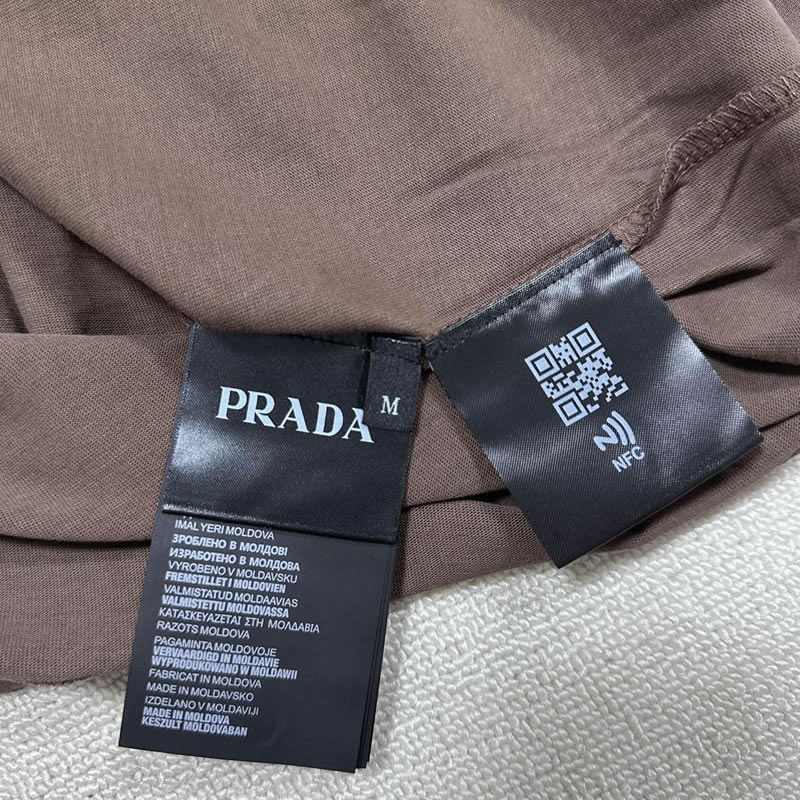 PRADA
M
IMAL YERI MOLDOVA
ЗРОБЛЕНО В МОЛДОВІ
ИЗРАБОТЕНО В МОЛДОВА
VYROBENO V MOLDAVSKU
FREMSTILLET I MOLDOVIEN
VALMISTATUD MOLDAAVIAS
VALMISTETTU MOLDOVASSA
ΚΑΤΑΣΚΕΥΑΖΕΤΑΙ ΣΤΗ ΜΟΛΔΑΒΙΑ
RAZOTS MOLDOVA
PAGAMINTA MOLDOVOJE
VERVAARDIGD IN MOLDAVIE
WYPRODUKOWANO W MOLDAWII
FABRICAT IN MOLDOVA
MADE IN MOLDAVSKO
IZDELANO V MOLDAVIJI
MADE IN MOLDOVA
KESZULT MOLDOVABAN
NFC